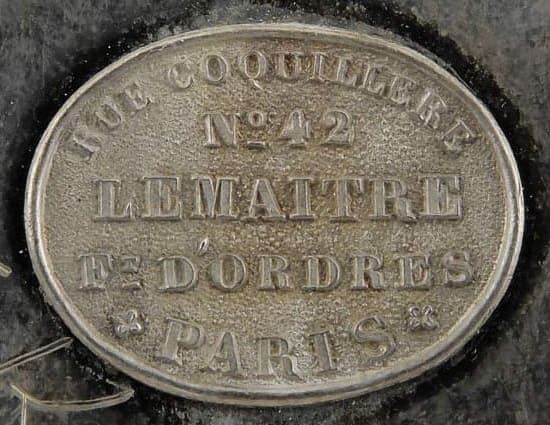 RUE COQUILLERE
No. 42
LEMAITRE
FT. D'ORDRES
PARIS